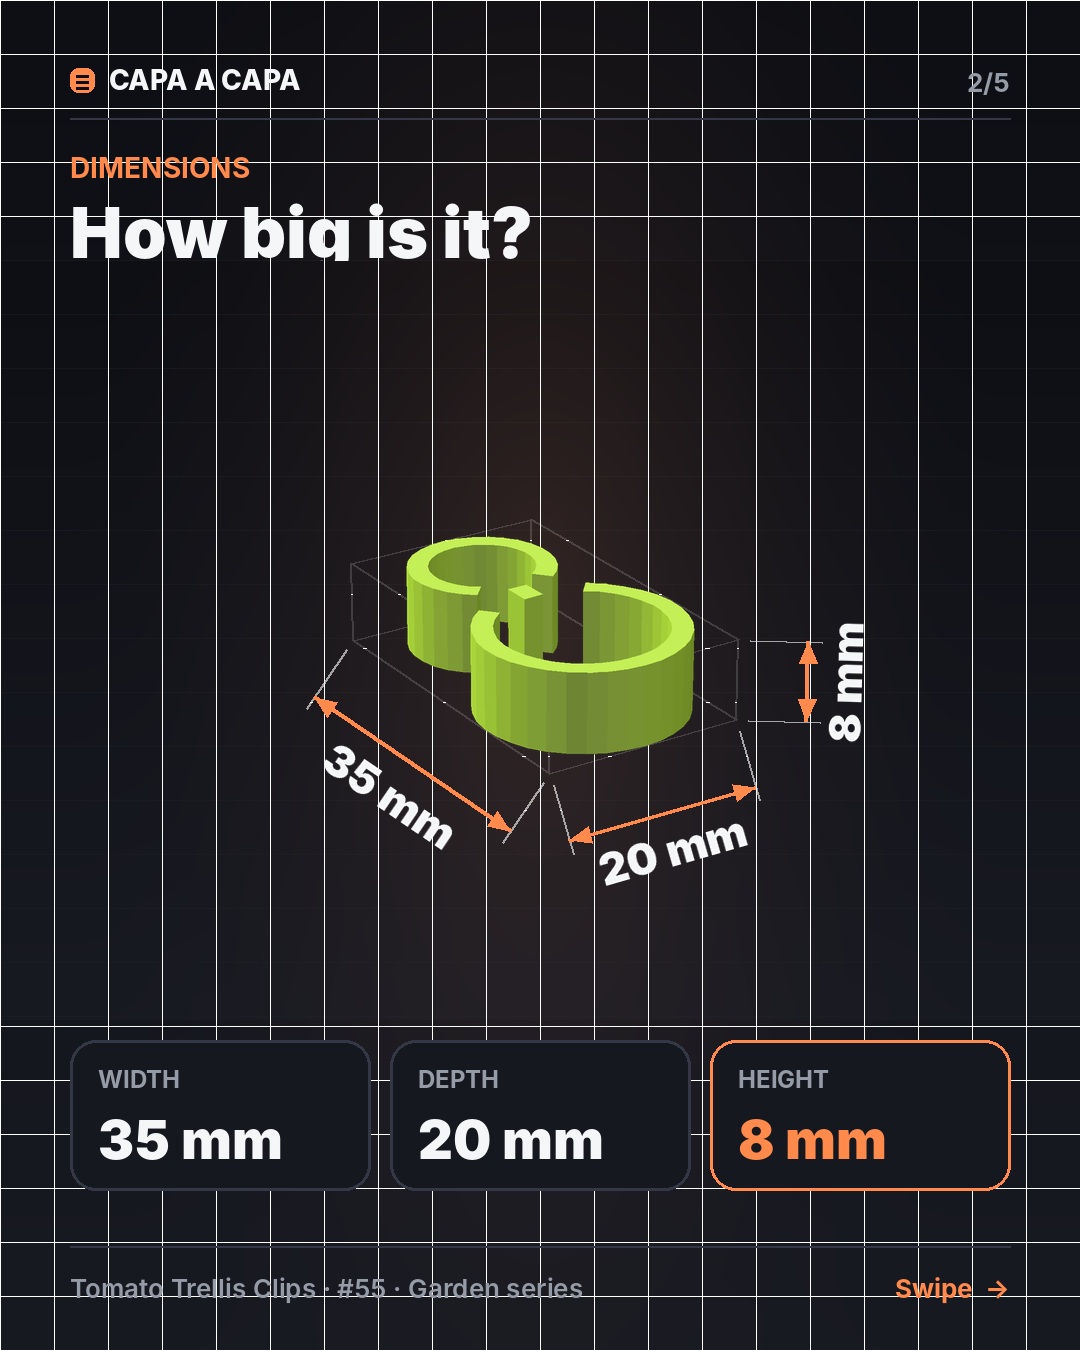 CAPA A CAPA
2/5
DIMENSIONS
How big is it?
8 mm
35 mm
20 mm
WIDTH
35 mm
DEPTH
20 mm
HEIGHT
8 mm
Tomato Trellis Clips · #55 · Garden series
Swipe →